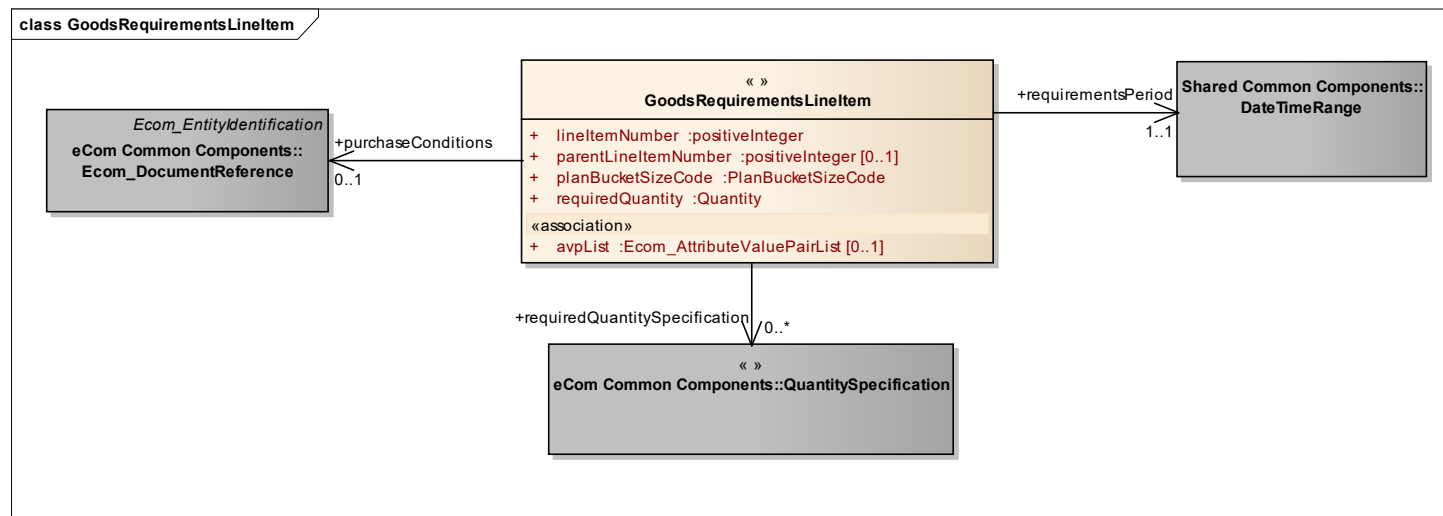 class GoodsRequirementsLineItem
« »
GoodsRequirementsLineItem
+ lineItemNumber :positiveInteger
+ parentLineItemNumber :positiveInteger [0..1]
+ planBucketSizeCode :PlanBucketSizeCode
+ requiredQuantity :Quantity
«association»
+ avpList :Ecom_AttributeValuePairList [0..1]
Ecom_EntityIdentification
eCom Common Components::
Ecom_DocumentReference
+purchaseConditions
0..1
+requirementsPeriod
1..1
Shared Common Components::
DateTimeRange
+requiredQuantitySpecification
0..*
« »
eCom Common Components::QuantitySpecification